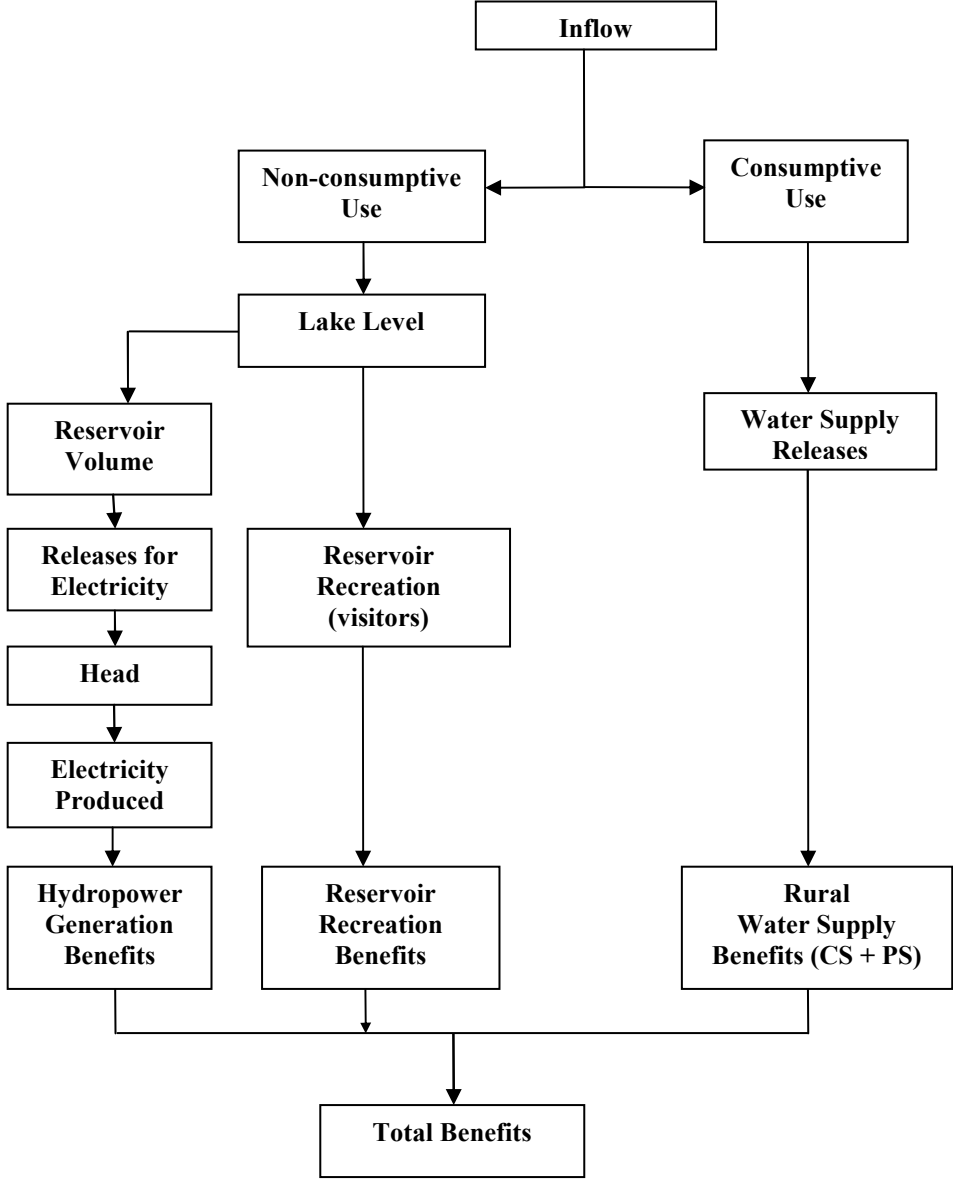 Inflow
Non-consumptive
Use
Consumptive
Use
Lake Level
Reservoir
Volume
Water Supply
Releases
Releases for
Electricity
Reservoir
Recreation
(visitors)
Head
Electricity
Produced
Hydropower
Generation
Benefits
Reservoir
Recreation
Benefits
Rural
Water Supply
Benefits (CS + PS)
Total Benefits